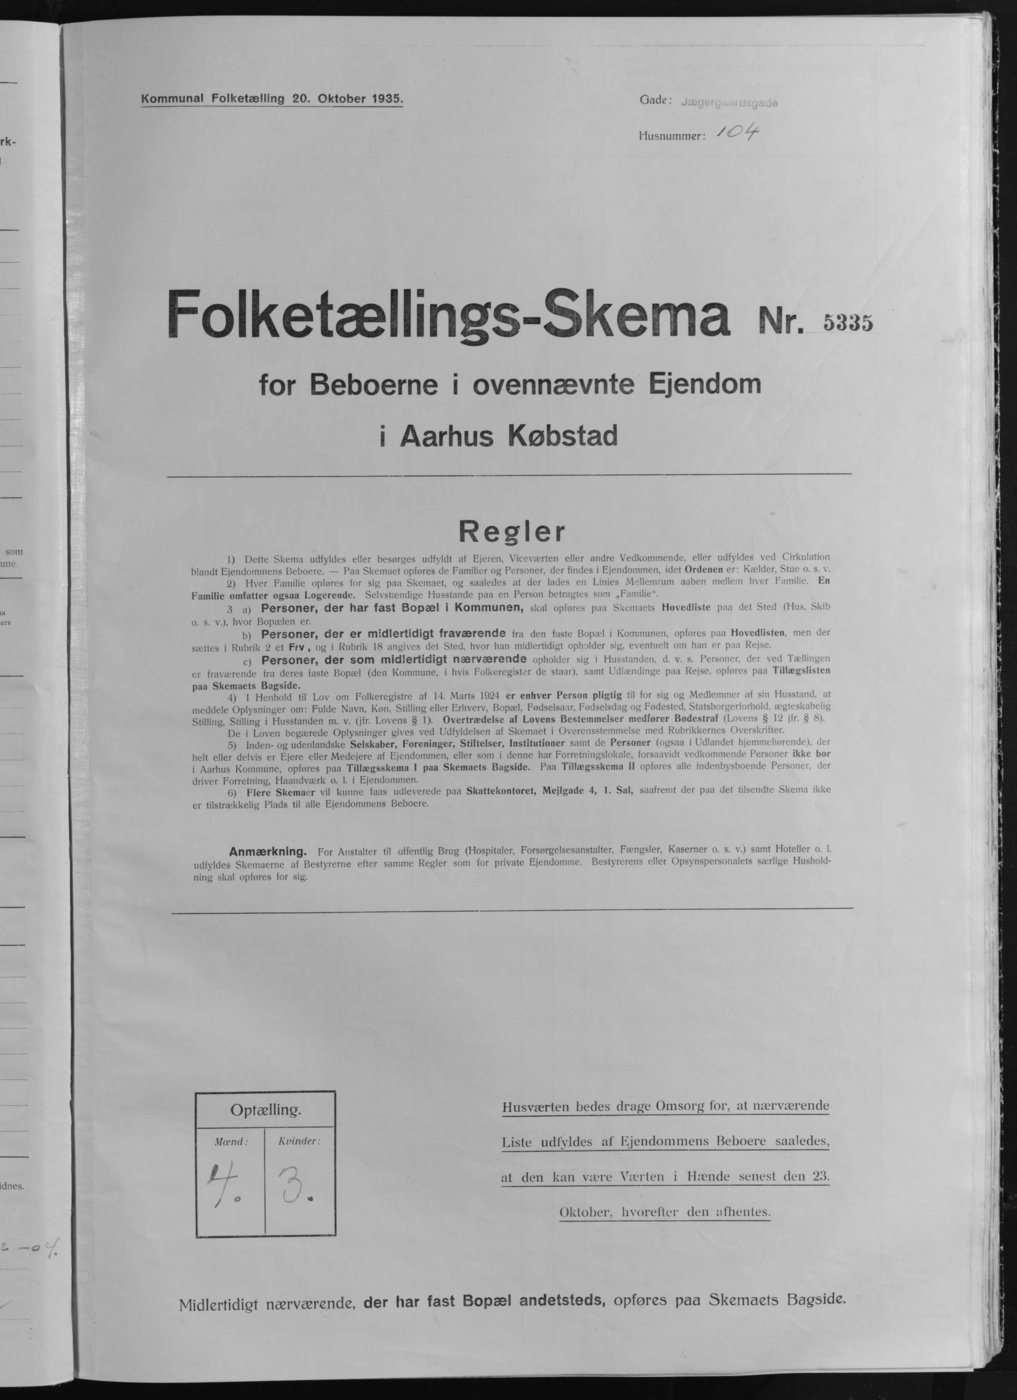 Kommunal Folketælling 20. Oktober 1935.
Gade: Jægergaardsgade
Husnummer: 104
Folketællings-Skema Nr. 5335
for Beboerne i ovennævnte Ejendom
i Aarhus Købstad
Regler
1) Dette Skema udfyldes eller besørges udfyldt af Ejeren, Viceværten eller andre Vedkommende, eller udfyldes ved Cirkulation
blandt Ejendommens Beboere. — Paa Skemaet opføres de Familier og Personer, der findes i Ejendommen, idet Ordenen er: Kælder, Stue o. s. v.
2) Hver Familie opføres for sig paa Skemaet, og saaledes at der lades en Linies Mellemrum aaben mellem hver Familie. En
Familie omfatter ogsaa Logerende. Selvstændige Husstande paa en Person betragtes som „Familie".
3 a) Personer, der har fast Bopæl i Kommunen, skal opføres paa Skemaets Hovedliste paa det Sted (Hus, Skib
o. s. v.), hvor Bopælen er.
b) Personer, der er midlertidigt fraværende fra den faste Bopæl i Kommunen, opføres paa Hovedlisten, men der
sættes i Rubrik 2 et Frv., og i Rubrik 18 angives det Sted, hvor han midlertidigt opholder sig, eventuelt om han er paa Rejse.
c) Personer, der som midlertidigt nærværende opholder sig i Husstanden, d. v. s. Personer, der ved Tællingen
er fraværende fra deres faste Bopæl (den Kommune, i hvis Folkeregister de staar), samt Udlændinge paa Rejse, opføres paa Tillægslisten
paa Skemaets Bagside.
4) I Henhold til Lov om Folkeregistre af 14. Marts 1924 er enhver Person pligtig til for sig og Medlemmer af sin Husstand, at
meddele Oplysninger om: Fulde Navn, Køn, Stilling eller Erhverv, Bopæl, Fødselsaar, Fødselsdag og Fødested, Statsborgerforhold, ægteskabelig
Stilling, Stilling i Husstanden m. v. (jfr. Lovens § 1). Overtrædelse af Lovens Bestemmelser medfører Bødestraf (Lovens § 12 jfr. § 8).
De i Loven begærede Oplysninger gives ved Udfyldelsen af Skemaet i Overensstemmelse med Rubrikkernes Overskrifter.
5) Inden- og udenlandske Selskaber, Foreninger, Stiftelser, Institutioner samt de Personer (ogsaa i Udlandet hjemmehørende), der
helt eller delvis er Ejere eller Medejere af Ejendommen, eller som i denne har Forretningslokale, forsaavidt vedkommende Personer ikke bor
i Aarhus Kommune, opføres paa Tillægsskema I paa Skemaets Bagside. Paa Tillægsskema II opføres alle indenbysboende Personer, der
driver Forretning, Haandværk o. l. i Ejendommen.
6) Flere Skemaer vil kunne faas udleverede paa Skattekontoret, Mejlgade 4, 1. Sal, saafremt der paa det tilsendte Skema ikke
er tilstrækkelig Plads til alle Ejendommens Beboere.
Anmærkning. For Anstalter til offentlig Brug (Hospitaler, Forsørgelsesanstalter, Fængsler, Kaserner o. s. v.) samt Hoteller o. l.
udfyldes Skemaerne af Bestyrerne efter samme Regler som for private Ejendomme. Bestyrerens eller Opsynspersonalets særlige Hushold-
ning skal opføres for sig.
Optælling.
Mænd: Kvinder:
4. 3.
Husværten bedes drage Omsorg for, at nærværende
Liste udfyldes af Ejendommens Beboere saaledes,
at den kan være Værten i Hænde senest den 23.
Oktober, hvorefter den afhentes.
Midlertidigt nærværende, der har fast Bopæl andetsteds, opføres paa Skemaets Bagside.
rk-
som
une.
idnes.